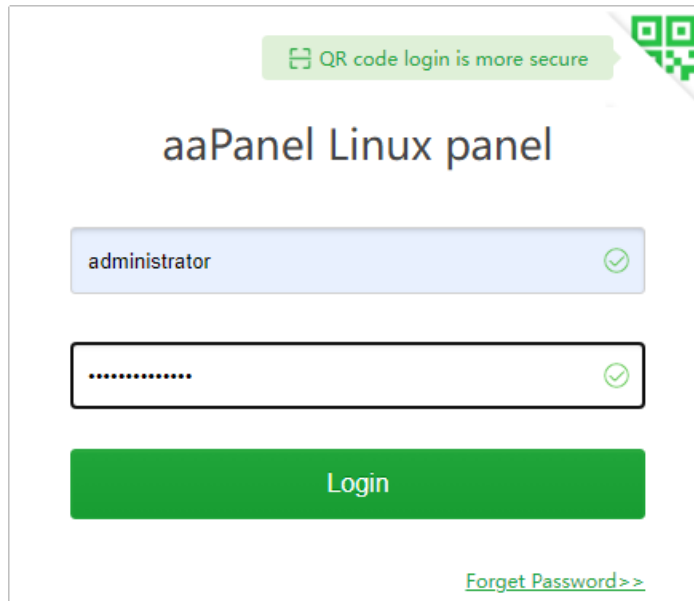 QR code login is more secure
aaPanel Linux panel
administrator
••••••••••••••
Login
Forget Password>>